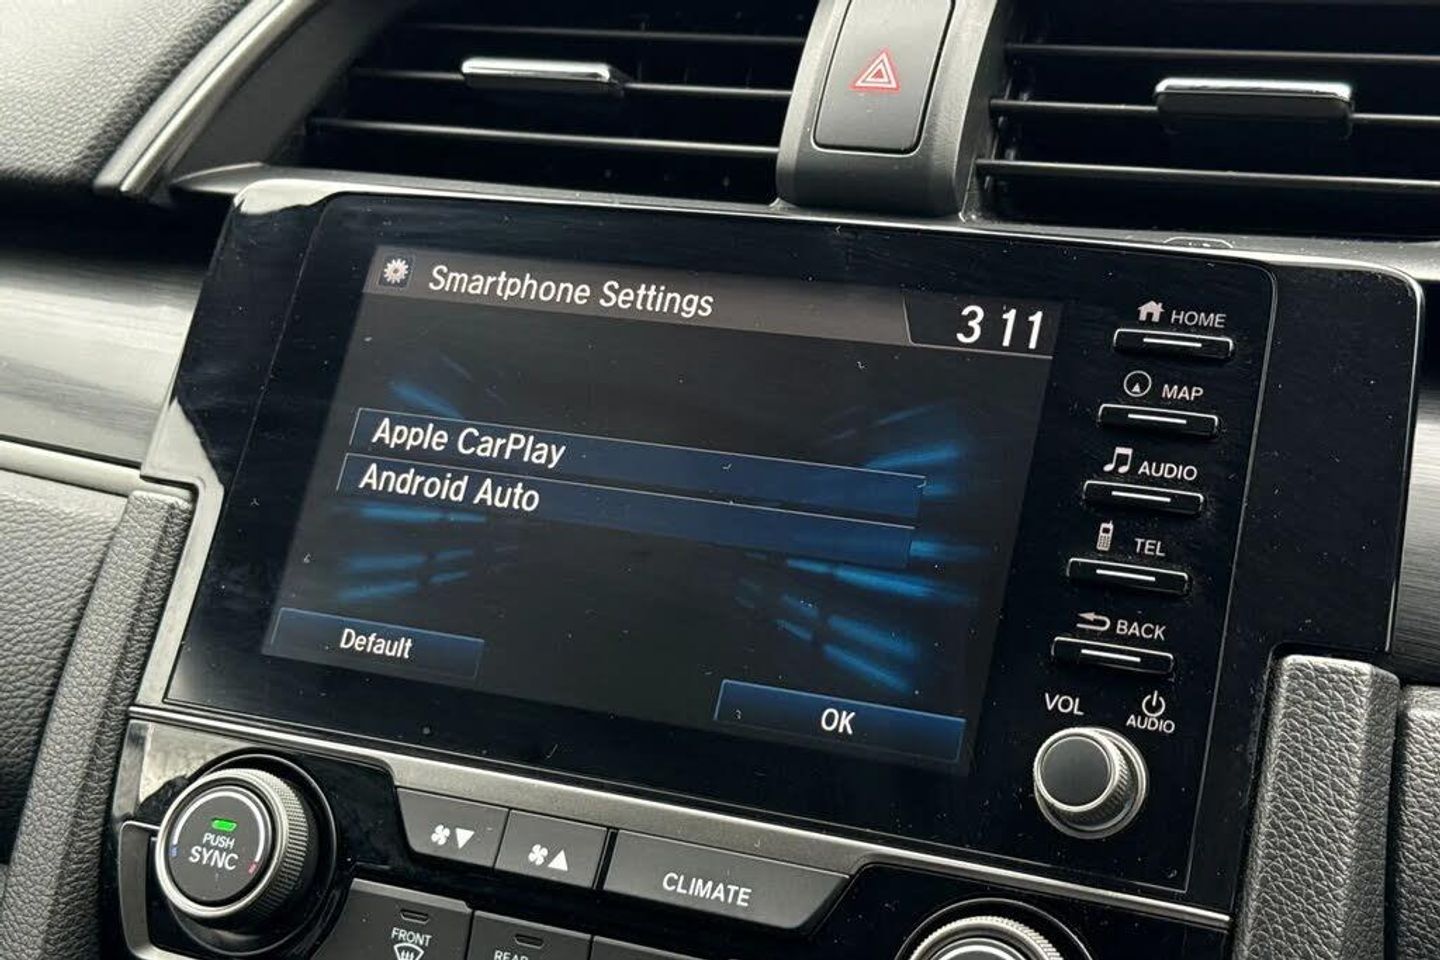 Smartphone Settings
3 11
HOME
MAP
Apple CarPlay
AUDIO
Android Auto
TEL
BACK
Default
OK
VOL
AUDIO
PUSH
SYNC
CLIMATE
FRONT
REAR